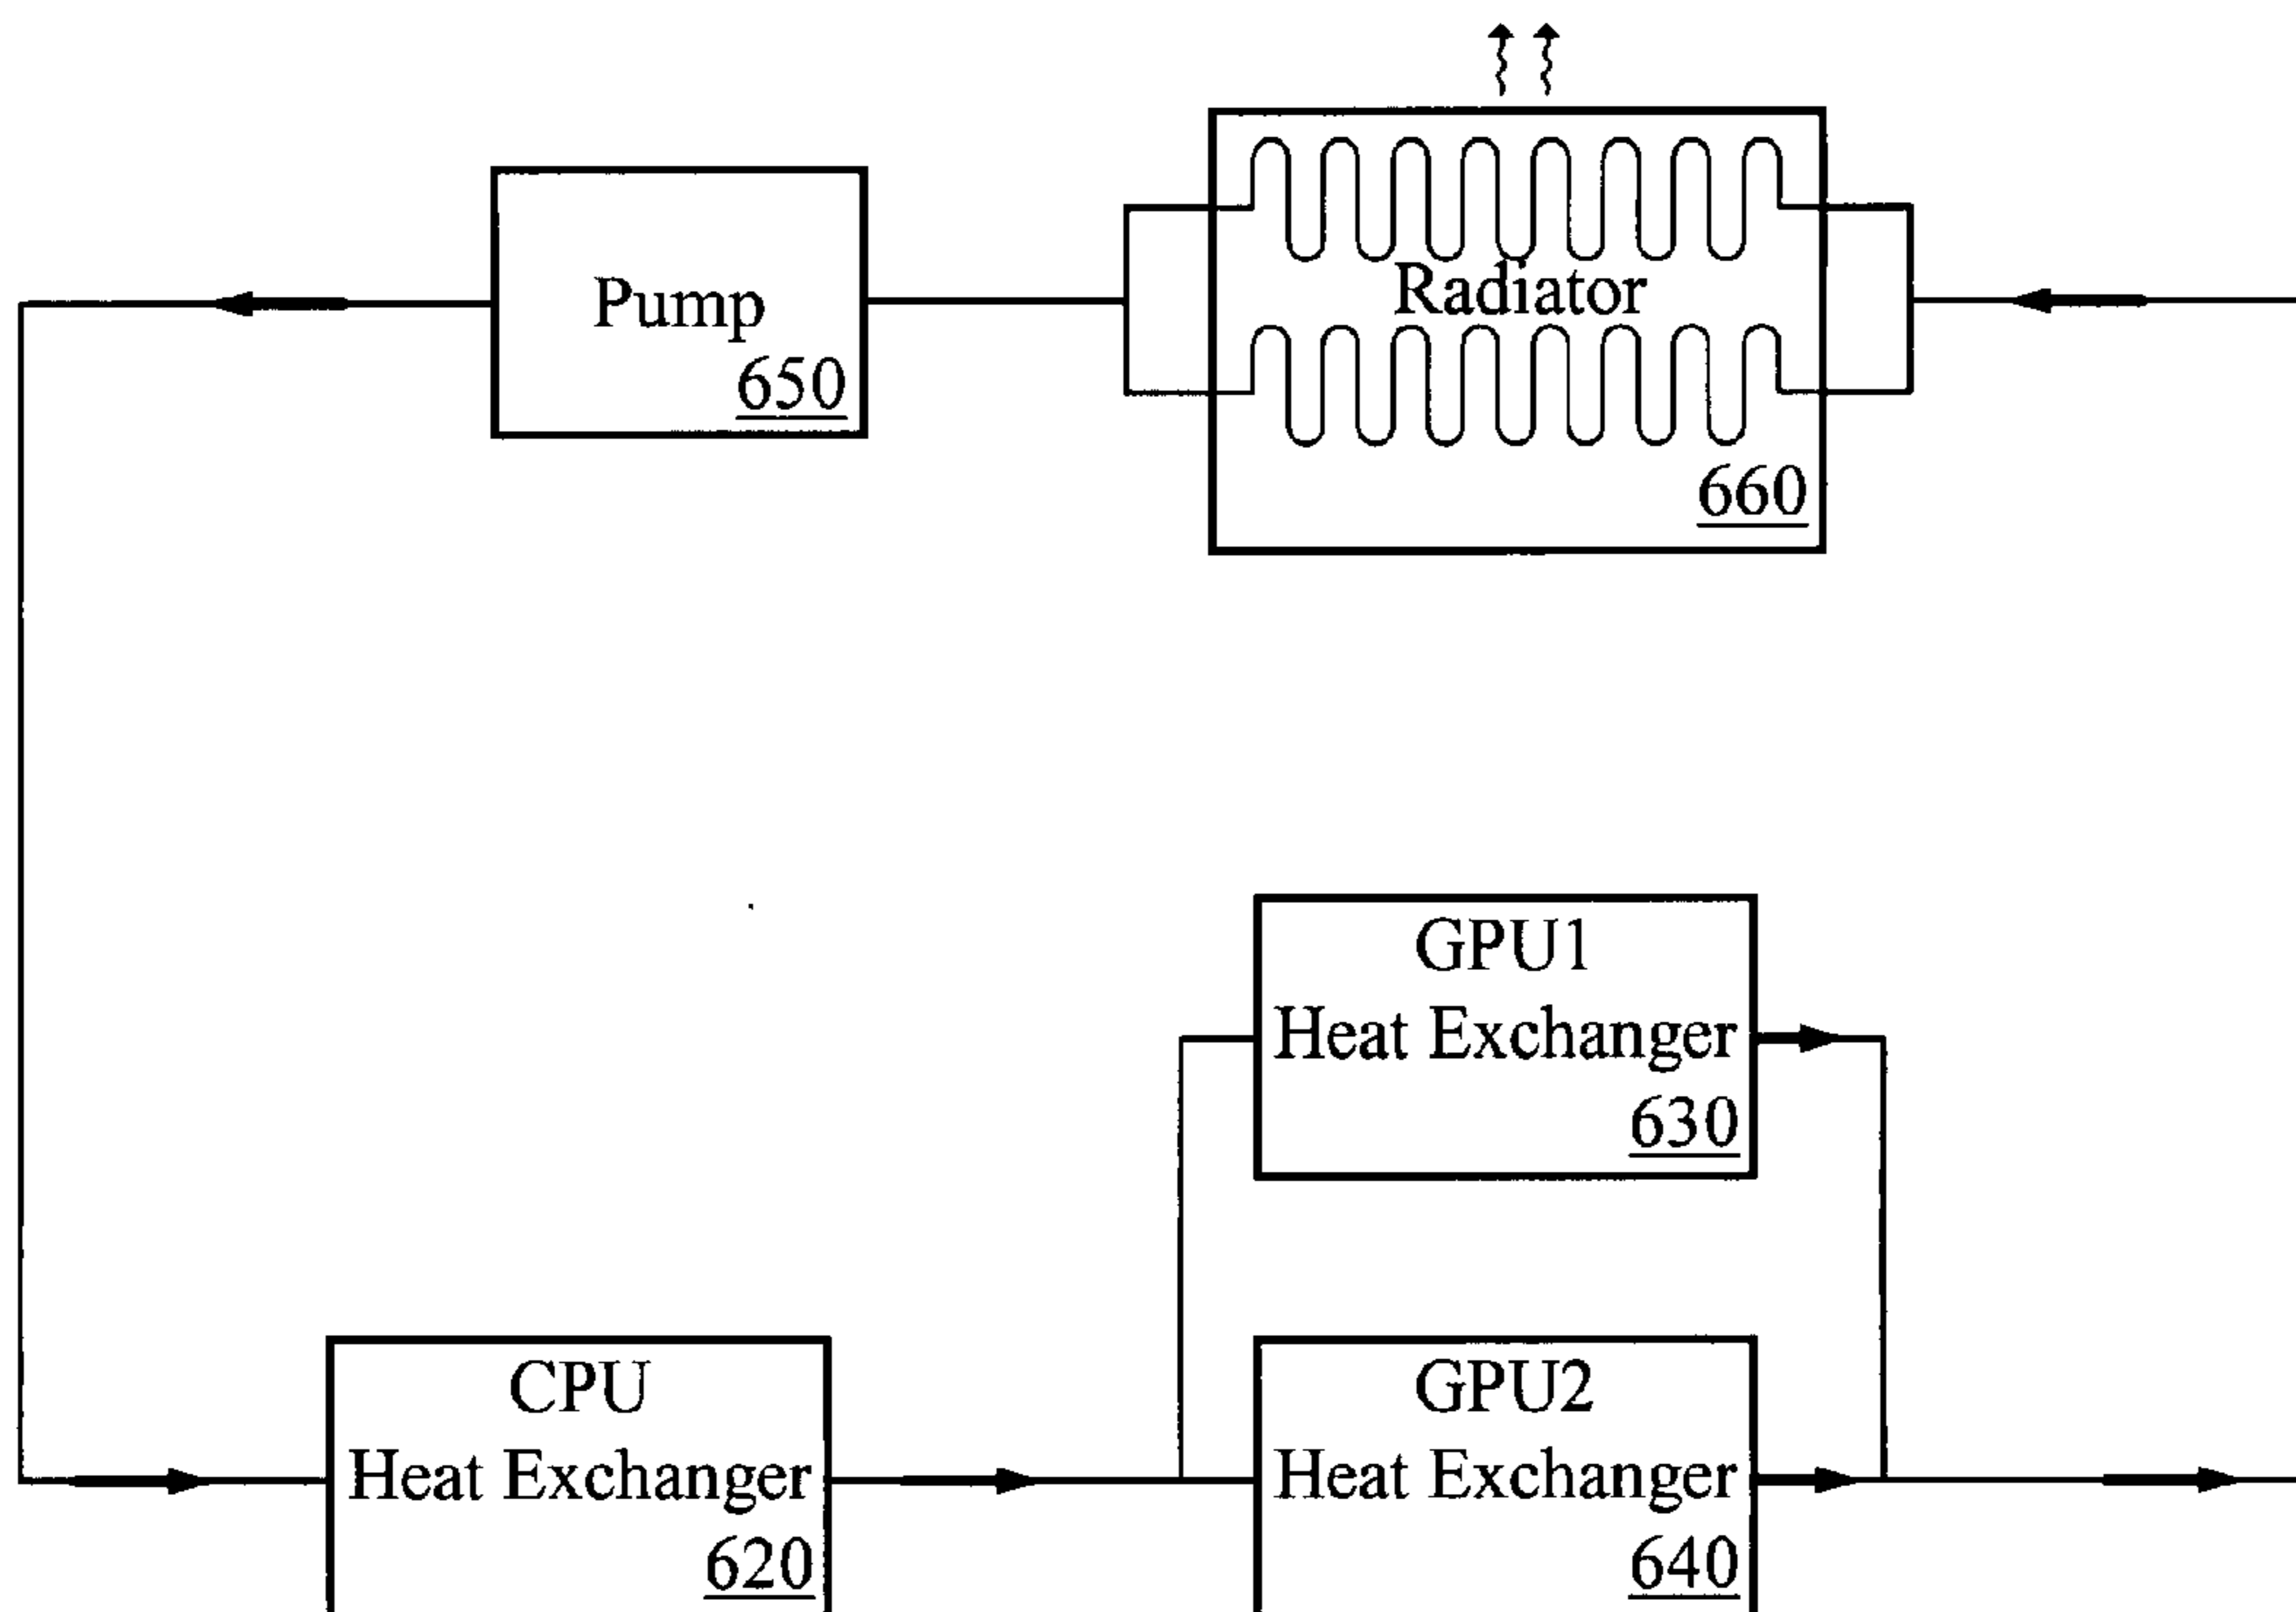 Pump
650
Radiator
660
GPU1
Heat Exchanger
630
CPU
Heat Exchanger
620
GPU2
Heat Exchanger
640